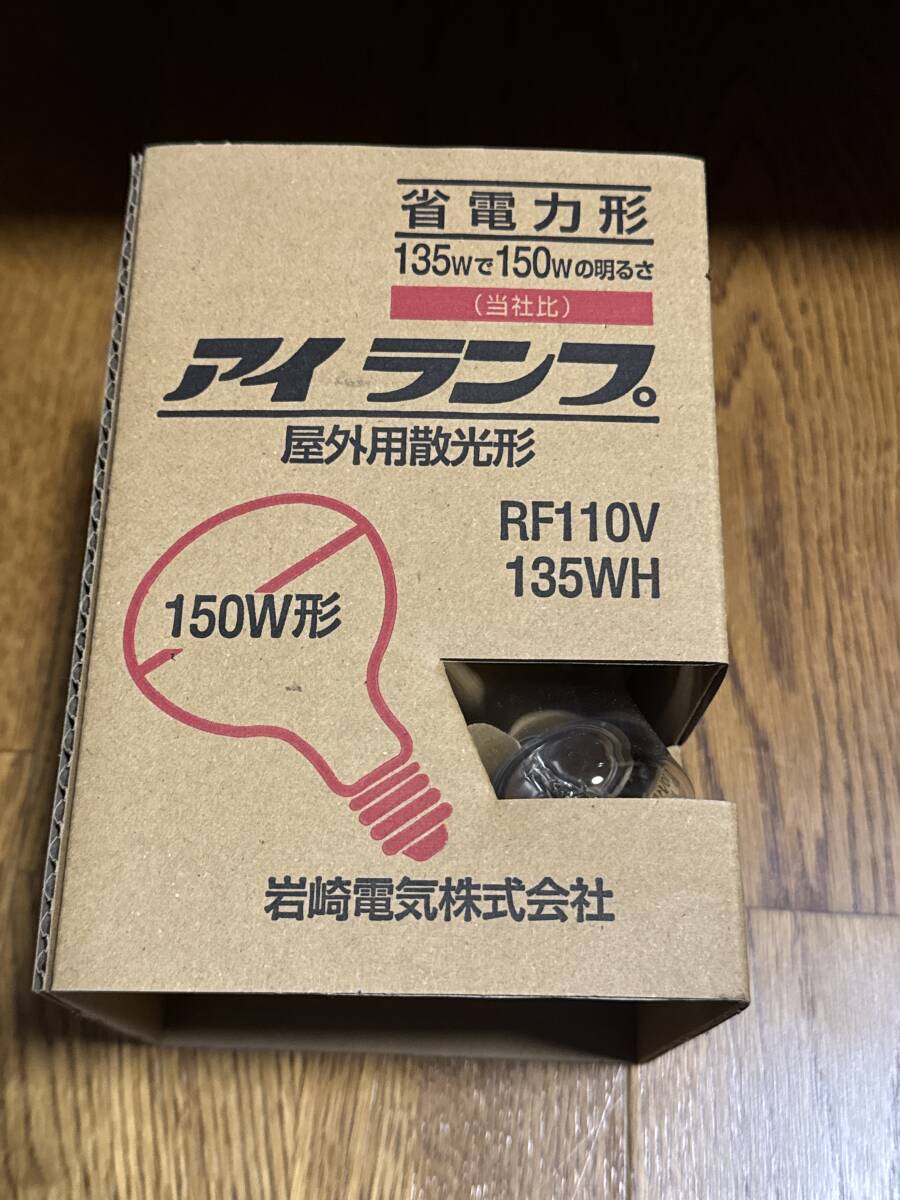 省電力形
135Wで150Wの明るさ
(当社比)
アイ ランプ。
屋外用散光形
RF110V
135WH
150W形
岩崎電気株式会社